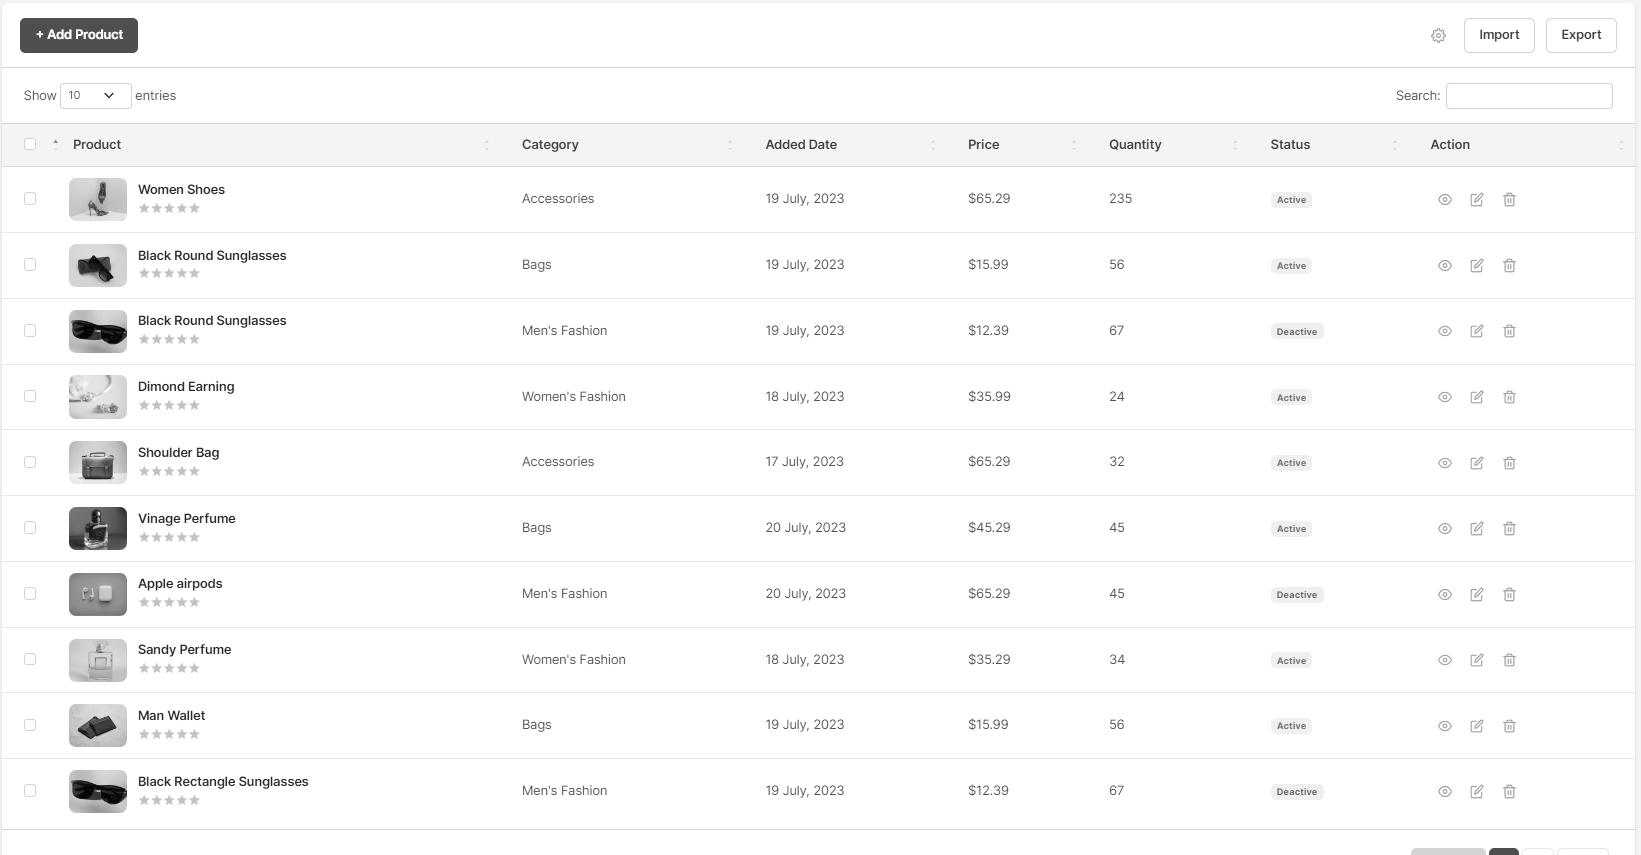 + Add Product
Import
Export
Show 10 entries
Search:
Product Category Added Date Price Quantity Status Action
Women Shoes
Accessories 19 July, 2023 $65.29 235 Active
Black Round Sunglasses
Bags 19 July, 2023 $15.99 56 Active
Black Round Sunglasses
Men's Fashion 19 July, 2023 $12.39 67 Deactive
Dimond Earning
Women's Fashion 18 July, 2023 $35.99 24 Active
Shoulder Bag
Accessories 17 July, 2023 $65.29 32 Active
Vinage Perfume
Bags 20 July, 2023 $45.29 45 Active
Apple airpods
Men's Fashion 20 July, 2023 $65.29 45 Deactive
Sandy Perfume
Women's Fashion 18 July, 2023 $35.29 34 Active
Man Wallet
Bags 19 July, 2023 $15.99 56 Active
Black Rectangle Sunglasses
Men's Fashion 19 July, 2023 $12.39 67 Deactive